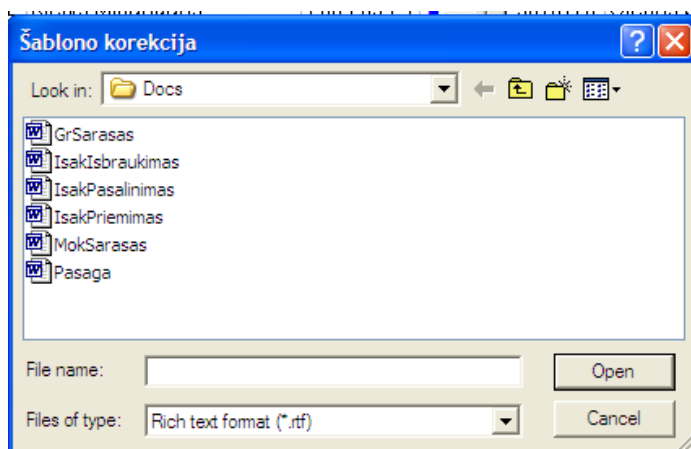 Šablono korekcija
Look in: Docs
GrSarasas
IsakIsbraukimas
IsakPasalinimas
IsakPriemimas
MokSarasas
Pasaga
File name: Open
Files of type: Rich text format (*.rtf) Cancel